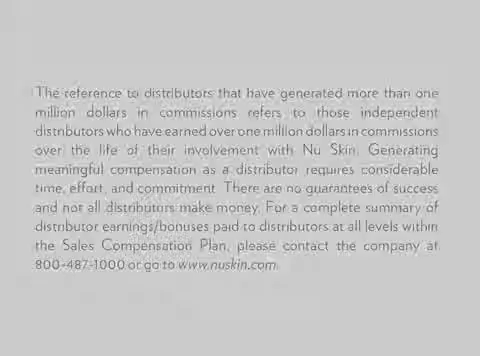 The reference to distributors that have generated more than one
million dollars in commissions refers to those independent
distributors who have earned over one million dollars in commissions
over the life of their involvement with Nu Skin. Generating
meaningful compensation as a distributor requires considerable
time, effort, and commitment. There are no guarantees of success
and not all distributors make money. For a complete summary of
distributor earnings/bonuses paid to distributors at all levels within
the Sales Compensation Plan, please contact the company at
800-487-1000 or go to www.nuskin.com.